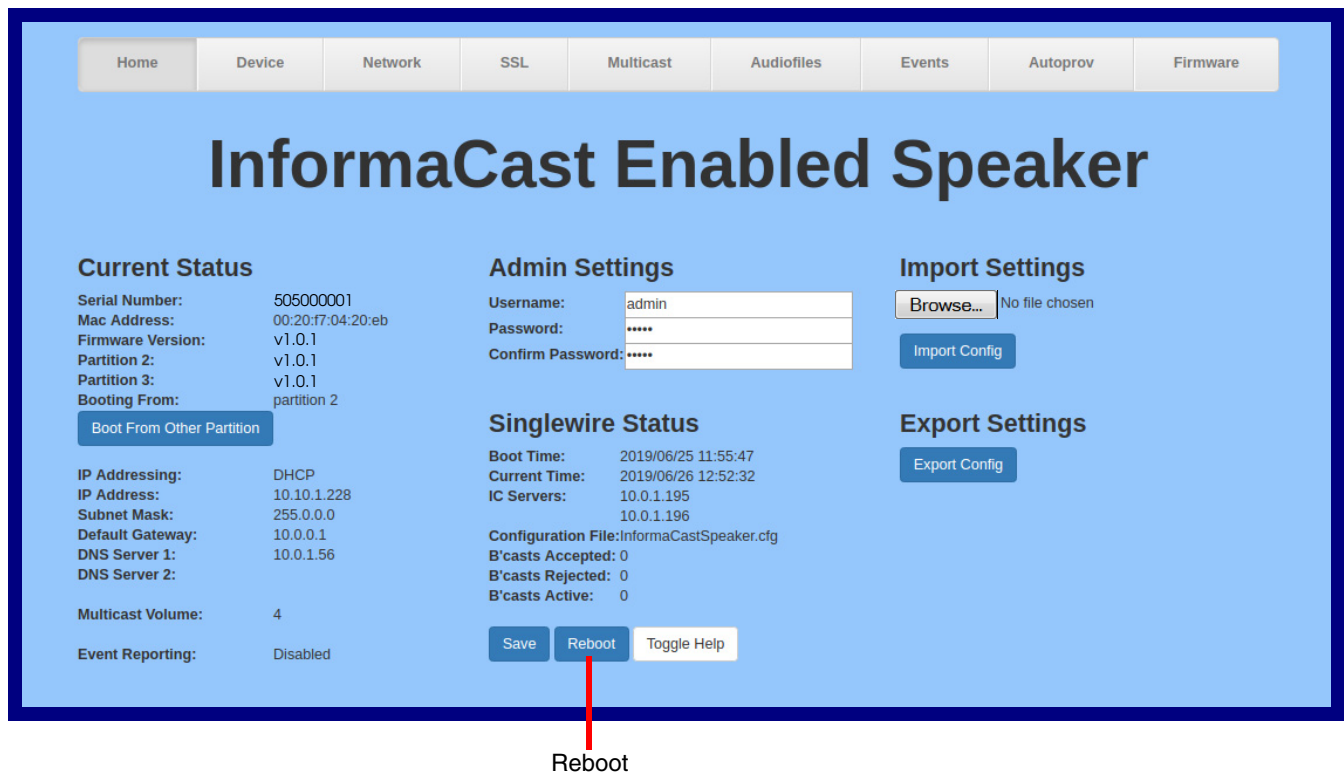 Home Device Network SSL Multicast Audiofiles Events Autoprov Firmware
InformaCast Enabled Speaker
Current Status
Serial Number: 505000001
Mac Address: 00:20:f7:04:20:eb
Firmware Version: v1.0.1
Partition 2: v1.0.1
Partition 3: v1.0.1
Booting From: partition 2
Boot From Other Partition
IP Addressing: DHCP
IP Address: 10.10.1.228
Subnet Mask: 255.0.0.0
Default Gateway: 10.0.0.1
DNS Server 1: 10.0.1.56
DNS Server 2:
Multicast Volume: 4
Event Reporting: Disabled
Admin Settings
Username: admin
Password: •••••
Confirm Password: •••••
Singlewire Status
Boot Time: 2019/06/25 11:55:47
Current Time: 2019/06/26 12:52:32
IC Servers: 10.0.1.195
10.0.1.196
Configuration File:InformaCastSpeaker.cfg
B'casts Accepted: 0
B'casts Rejected: 0
B'casts Active: 0
Save Reboot Toggle Help
Import Settings
Browse... No file chosen
Import Config
Export Settings
Export Config
Reboot